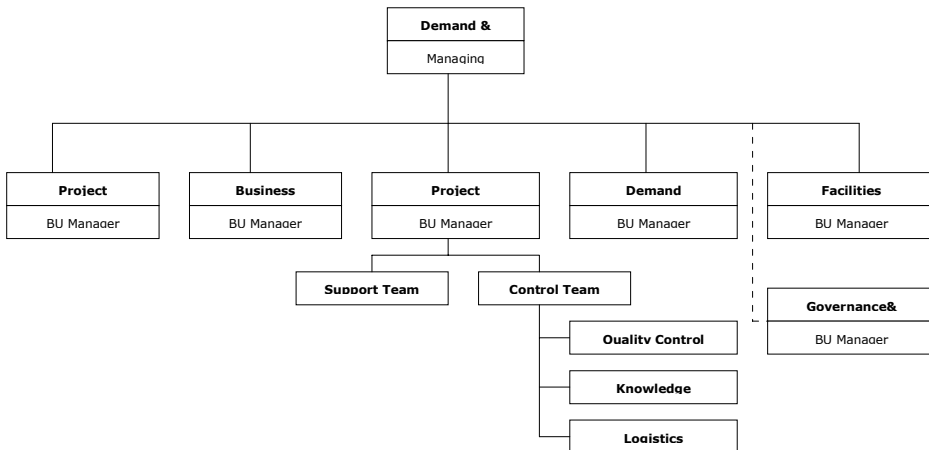 Demand &
Managing
Project
BU Manager
Business
BU Manager
Project
BU Manager
Demand
BU Manager
Facilities
BU Manager
Support Team
Control Team
Governance&
BU Manager
Quality Control
Knowledge
Logistics